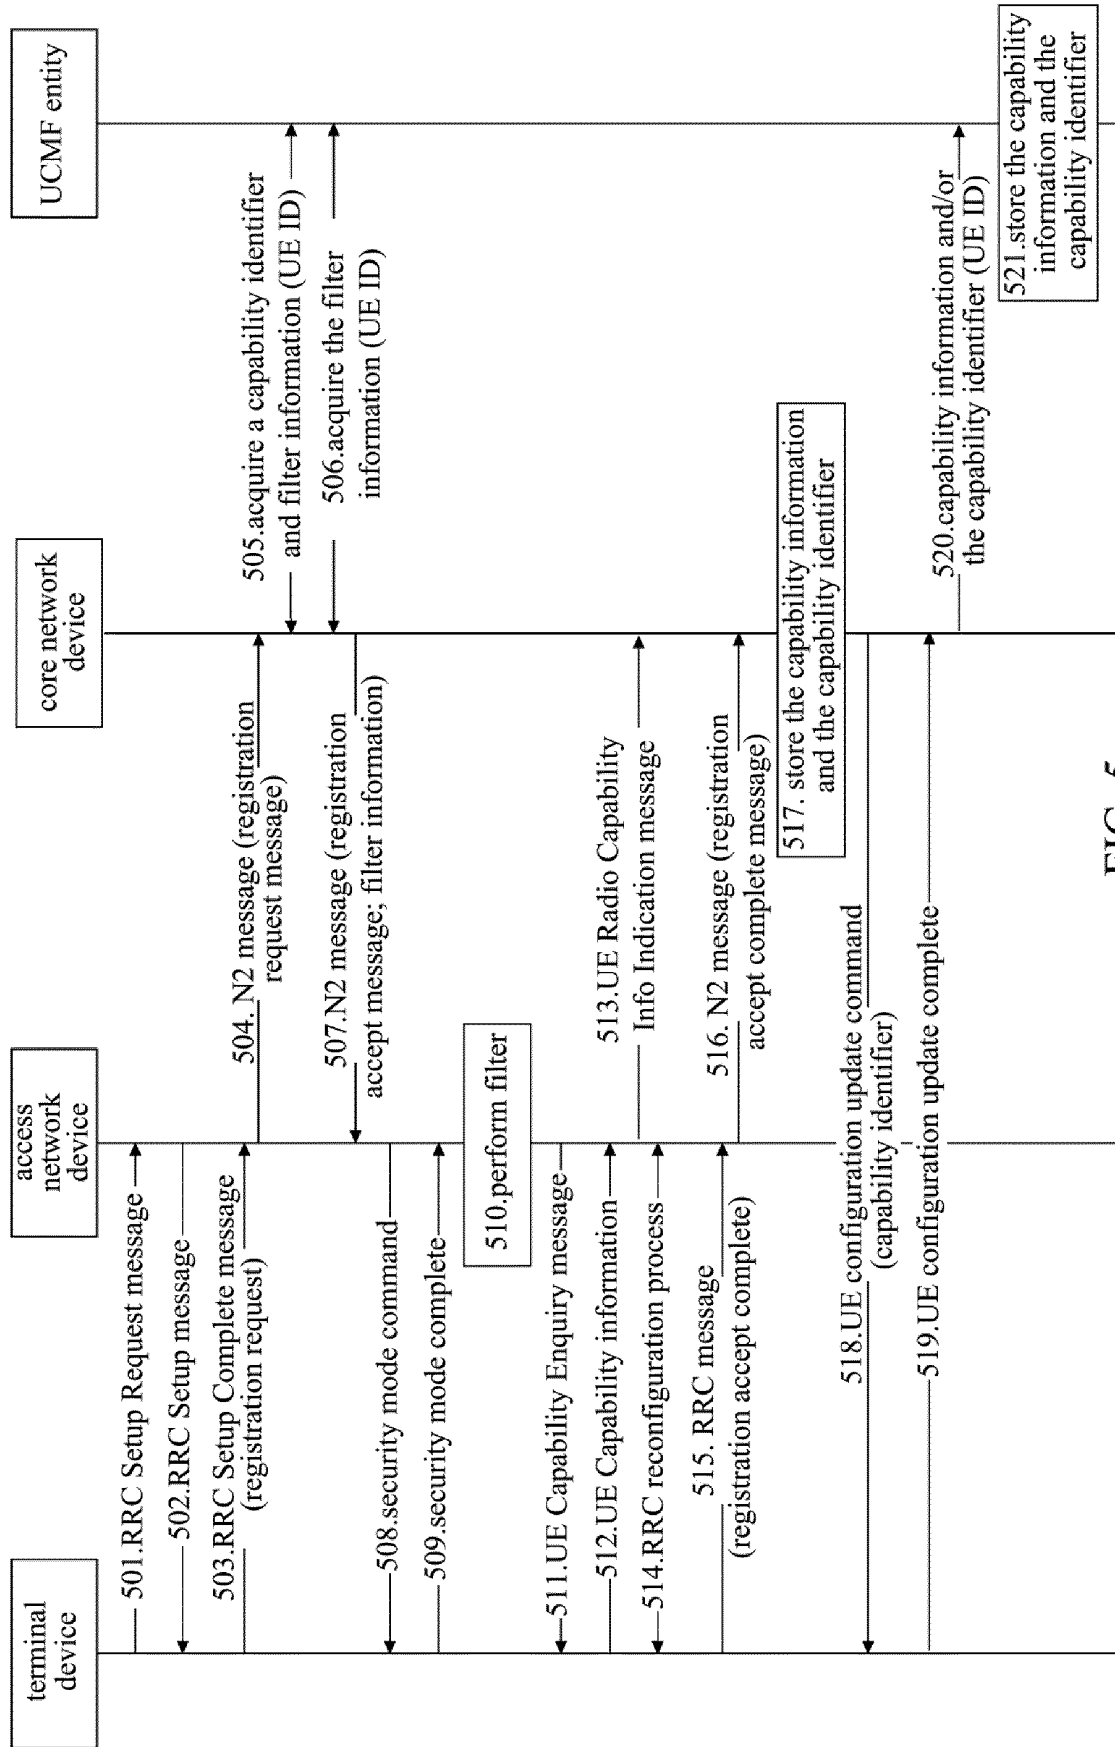 terminal
device
access
network
device
core network
device
UCMF entity
501.RRC Setup Request message
502.RRC Setup message
503.RRC Setup Complete message
(registration request)
504. N2 message (registration
request message)
505.acquire a capability identifier
and filter information (UE ID)
506.acquire the filter
information (UE ID)
507.N2 message (registration
accept message; filter information)
508.security mode command
509.security mode complete
510.perform filter
511.UE Capability Enquiry message
512.UE Capability information
513.UE Radio Capability
Info Indication message
514.RRC reconfiguration process
515. RRC message
(registration accept complete)
516. N2 message (registration
accept complete message)
517. store the capability information
and the capability identifier
518.UE configuration update command
(capability identifier)
519.UE configuration update complete
520.capability information and/or
the capability identifier (UE ID)
521.store the capability
information and the
capability identifier
FIG. 5